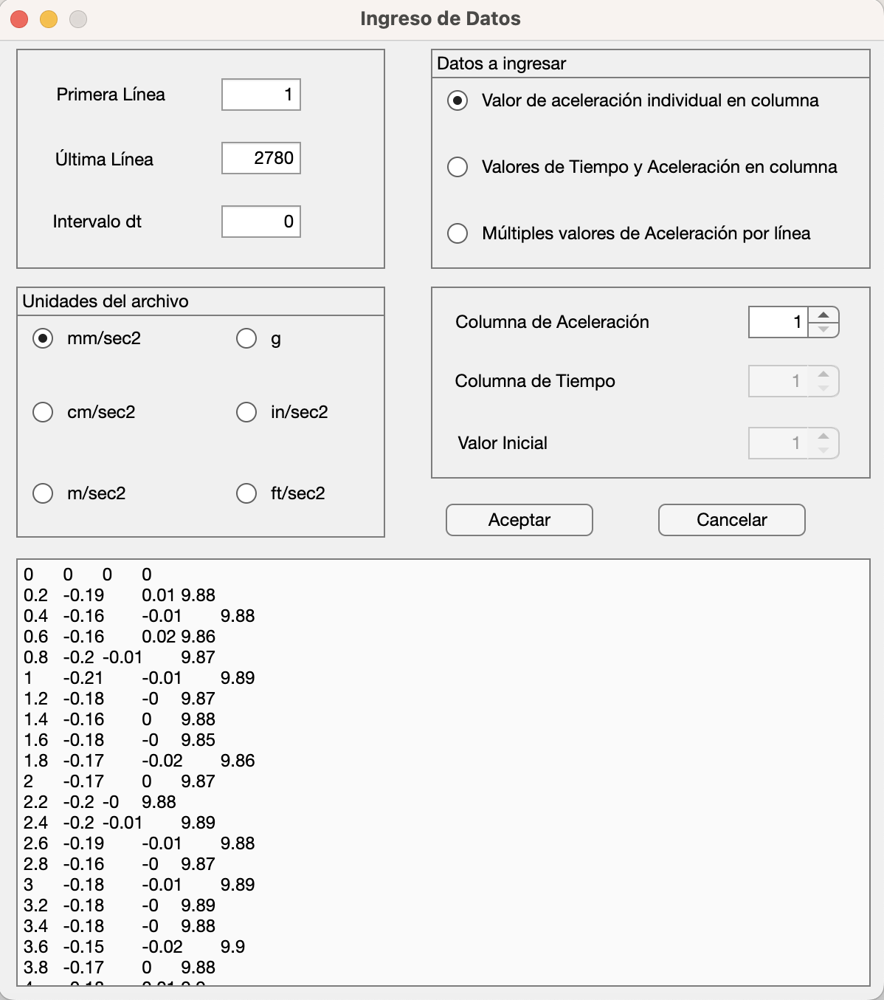 Ingreso de Datos
Primera Línea 1
Última Línea 2780
Intervalo dt 0
Datos a ingresar
Valor de aceleración individual en columna
Valores de Tiempo y Aceleración en columna
Múltiples valores de Aceleración por línea
Unidades del archivo
mm/sec2 g
cm/sec2 in/sec2
m/sec2 ft/sec2
Columna de Aceleración 1
Columna de Tiempo 1
Valor Inicial 1
Aceptar Cancelar
0 0 0 0
0.2 -0.19 0.01 9.88
0.4 -0.16 -0.01 9.88
0.6 -0.16 0.02 9.86
0.8 -0.2 -0.01 9.87
1 -0.21 -0.01 9.89
1.2 -0.18 -0 9.87
1.4 -0.16 0 9.88
1.6 -0.18 -0 9.85
1.8 -0.17 -0.02 9.86
2 -0.17 0 9.87
2.2 -0.2 -0 9.88
2.4 -0.2 -0.01 9.89
2.6 -0.19 -0.01 9.88
2.8 -0.16 -0 9.87
3 -0.18 -0.01 9.89
3.2 -0.18 -0 9.89
3.4 -0.18 -0 9.88
3.6 -0.15 -0.02 9.9
3.8 -0.17 0 9.88